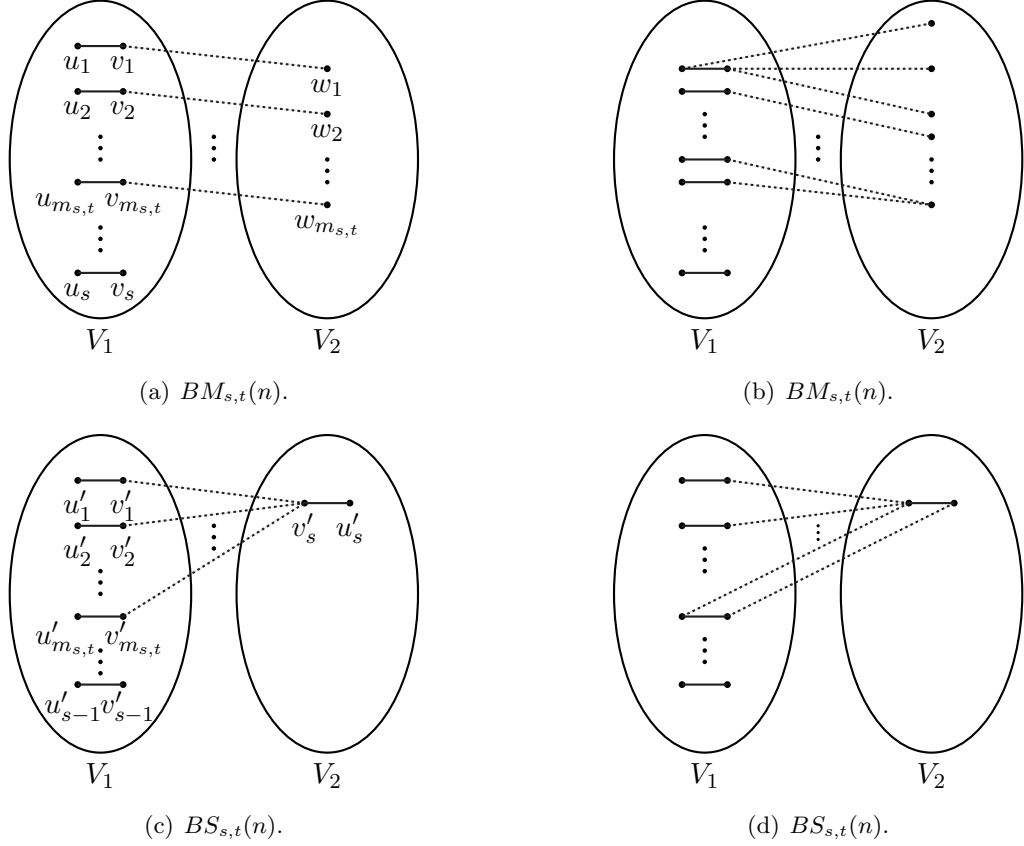 u₁ v₁
w₁
u₂ v₂
w₂
u_{m_{s,t}} v_{m_{s,t}}
w_{m_{s,t}}
u_s v_s
V₁ V₂
V₁ V₂
(a) BM_{s,t}(n).
(b) BM_{s,t}(n).
u′₁ v′₁
v′_s u′_s
u′₂ v′₂
u′_{m_{s,t}} v′_{m_{s,t}}
u′_{s−1} v′_{s−1}
V₁ V₂
V₁ V₂
(c) BS_{s,t}(n).
(d) BS_{s,t}(n).